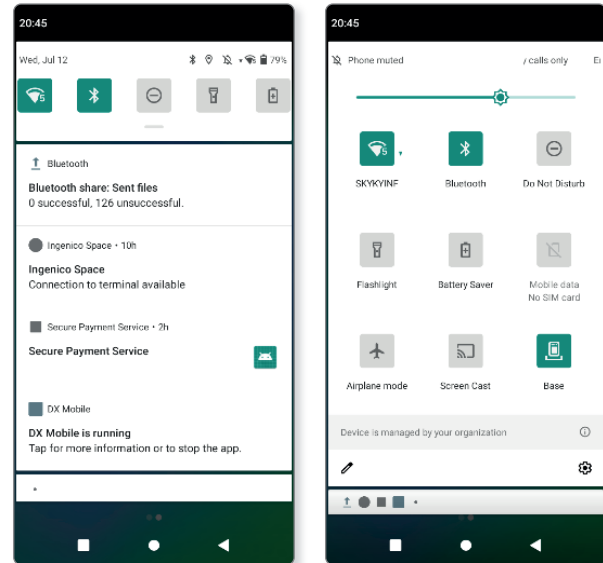 20:45
Wed, Jul 12
79%
5
Bluetooth
Bluetooth share: Sent files
0 successful, 126 unsuccessful.
Ingenico Space • 10h
Ingenico Space
Connection to terminal available
Secure Payment Service • 2h
Secure Payment Service
DX Mobile
DX Mobile is running
Tap for more information or to stop the app.
20:45
Phone muted
y calls only
5
SKYKYINF
Bluetooth
Do Not Disturb
Flashlight
Battery Saver
Mobile data
No SIM card
Airplane mode
Screen Cast
Base
Device is managed by your organization